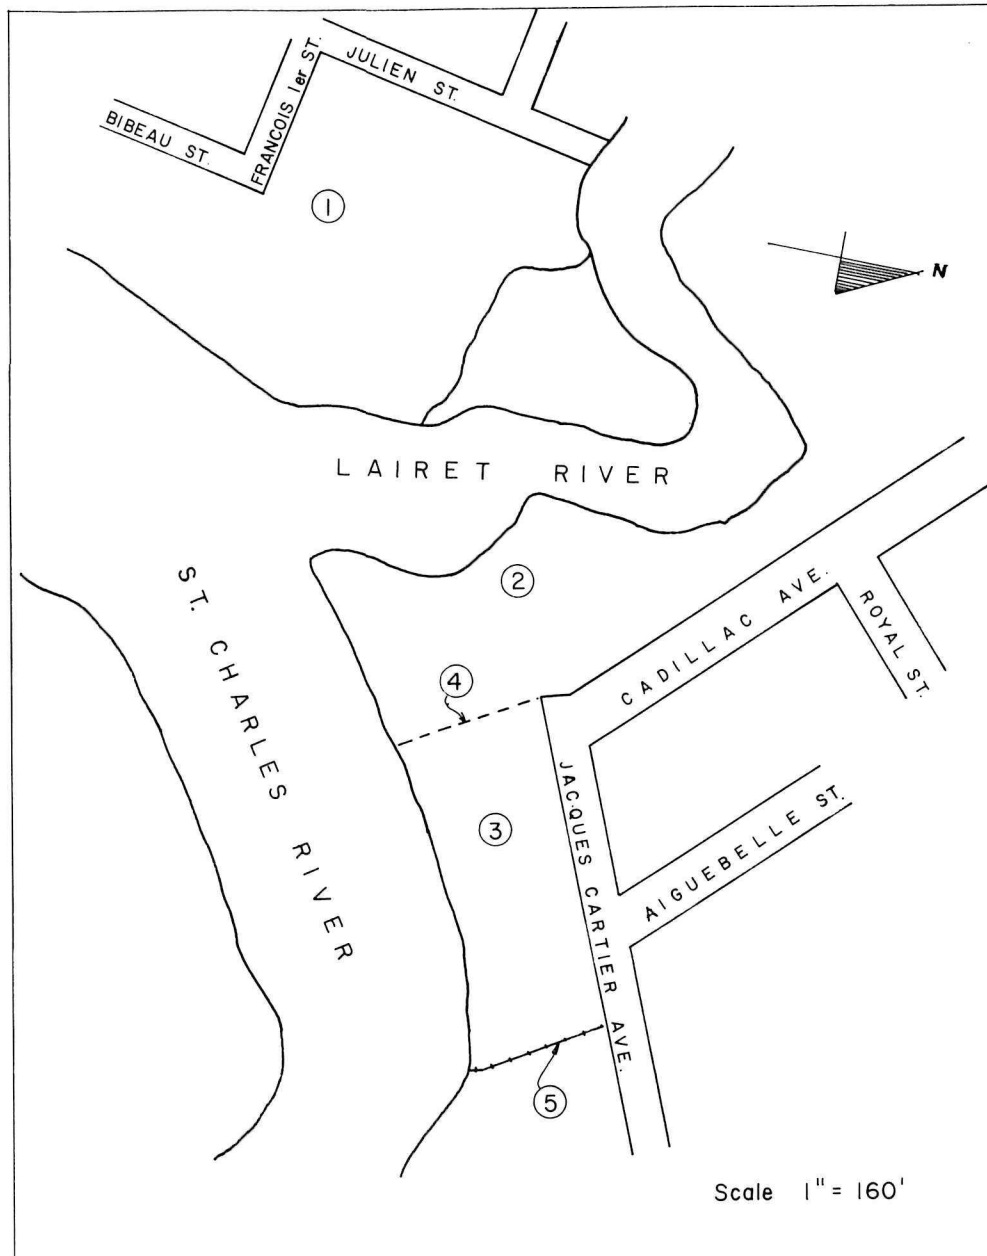 JULIEN ST.
FRANCOIS 1er ST.
BIBEAU ST.
1
N
LAIRET RIVER
2
ST. CHARLES RIVER
CADILLAC AVE.
ROYAL ST.
4
3
JACQUES CARTIER AVE.
AIGUEBELLE ST.
5
Scale 1" = 160'